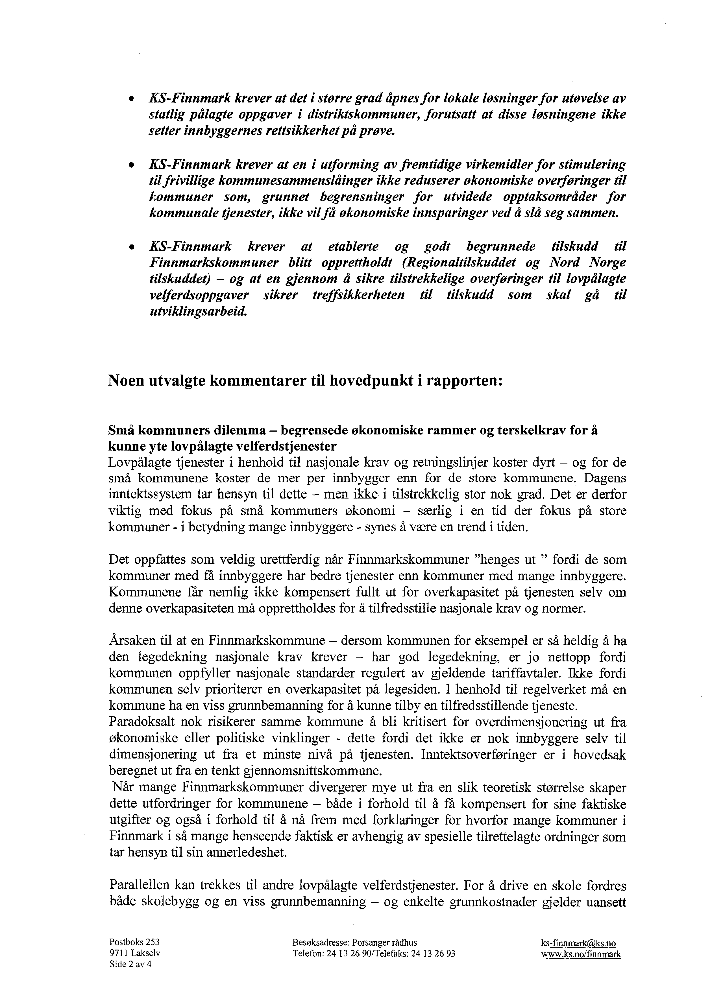 • KS-Finnmark krever at det i større grad åpnes for lokale løsninger for utøvelse av
statlig pålagte oppgaver i distriktskommuner, forutsatt at disse løsningene ikke
setter innbyggernes rettsikkerhet på prøve.
• KS-Finnmark krever at en i utforming av fremtidige virkemidler for stimulering
til frivillige kommunesammenslåinger ikke reduserer økonomiske overføringer til
kommuner som, grunnet begrensninger for utvidede opptaksområder for
kommunale tjenester, ikke vil få økonomiske innsparinger ved å slå seg sammen.
• KS-Finnmark krever at etablerte og godt begrunnede tilskudd til
Finnmarkskommuner blitt opprettholdt (Regionaltilskuddet og Nord Norge
tilskuddet) – og at en gjennom å sikre tilstrekkelige overføringer til lovpålagte
velferdsoppgaver sikrer treffsikkerheten til tilskudd som skal gå til
utviklingsarbeid.
Noen utvalgte kommentarer til hovedpunkt i rapporten:
Små kommuners dilemma – begrensede økonomiske rammer og terskelkrav for å
kunne yte lovpålagte velferdstjenester
Lovpålagte tjenester i henhold til nasjonale krav og retningslinjer koster dyrt – og for de
små kommunene koster de mer per innbygger enn for de store kommunene. Dagens
inntektssystem tar hensyn til dette – men ikke i tilstrekkelig stor nok grad. Det er derfor
viktig med fokus på små kommuners økonomi – særlig i en tid der fokus på store
kommuner - i betydning mange innbyggere - synes å være en trend i tiden.
Det oppfattes som veldig urettferdig når Finnmarkskommuner ”henges ut ” fordi de som
kommuner med få innbyggere har bedre tjenester enn kommuner med mange innbyggere.
Kommunene får nemlig ikke kompensert fullt ut for overkapasitet på tjenesten selv om
denne overkapasiteten må opprettholdes for å tilfredsstille nasjonale krav og normer.
Årsaken til at en Finnmarkskommune – dersom kommunen for eksempel er så heldig å ha
den legedekning nasjonale krav krever – har god legedekning, er jo nettopp fordi
kommunen oppfyller nasjonale standarder regulert av gjeldende tariffavtaler. Ikke fordi
kommunen selv prioriterer en overkapasitet på legesiden. I henhold til regelverket må en
kommune ha en viss grunnbemanning for å kunne tilby en tilfredsstillende tjeneste.
Paradoksalt nok risikerer samme kommune å bli kritisert for overdimensjonering ut fra
økonomiske eller politiske vinklinger - dette fordi det ikke er nok innbyggere selv til
dimensjonering ut fra et minste nivå på tjenesten. Inntektsoverføringer er i hovedsak
beregnet ut fra en tenkt gjennomsnittskommune.
Når mange Finnmarkskommuner divergerer mye ut fra en slik teoretisk størrelse skaper
dette utfordringer for kommunene – både i forhold til å få kompensert for sine faktiske
utgifter og også i forhold til å nå frem med forklaringer for hvorfor mange kommuner i
Finnmark i så mange henseende faktisk er avhengig av spesielle tilrettelagte ordninger som
tar hensyn til sin annerledeshet.
Parallellen kan trekkes til andre lovpålagte velferdstjenester. For å drive en skole fordres
både skolebygg og en viss grunnbemanning – og enkelte grunnkostnader gjelder uansett
Postboks 253 Besøksadresse: Porsanger rådhus ks-finnmark@ks.no
9711 Lakselv Telefon: 24 13 26 90/Telefaks: 24 13 26 93 www.ks.no/finnmark
Side 2 av 4